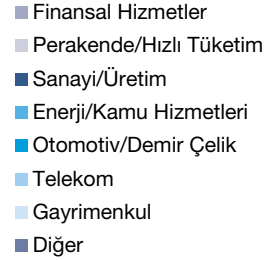 Finansal Hizmetler
Perakende/Hızlı Tüketim
Sanayi/Üretim
Enerji/Kamu Hizmetleri
Otomotiv/Demir Çelik
Telekom
Gayrimenkul
Diğer